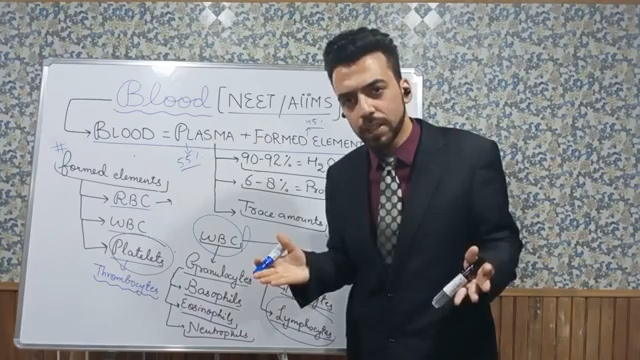 Blood [NEET/AIIMS]
45%
BLOOD = PLASMA + FORMED ELEMEN
55%
90-92% = H2O
6-8% = Pro
Trace amounts
# formed elements
RBC →
WBC
Platelets
Thrombocytes
WBC
Granulocytes
Basophils
Eosinophils
Neutrophils
Lymphocytes